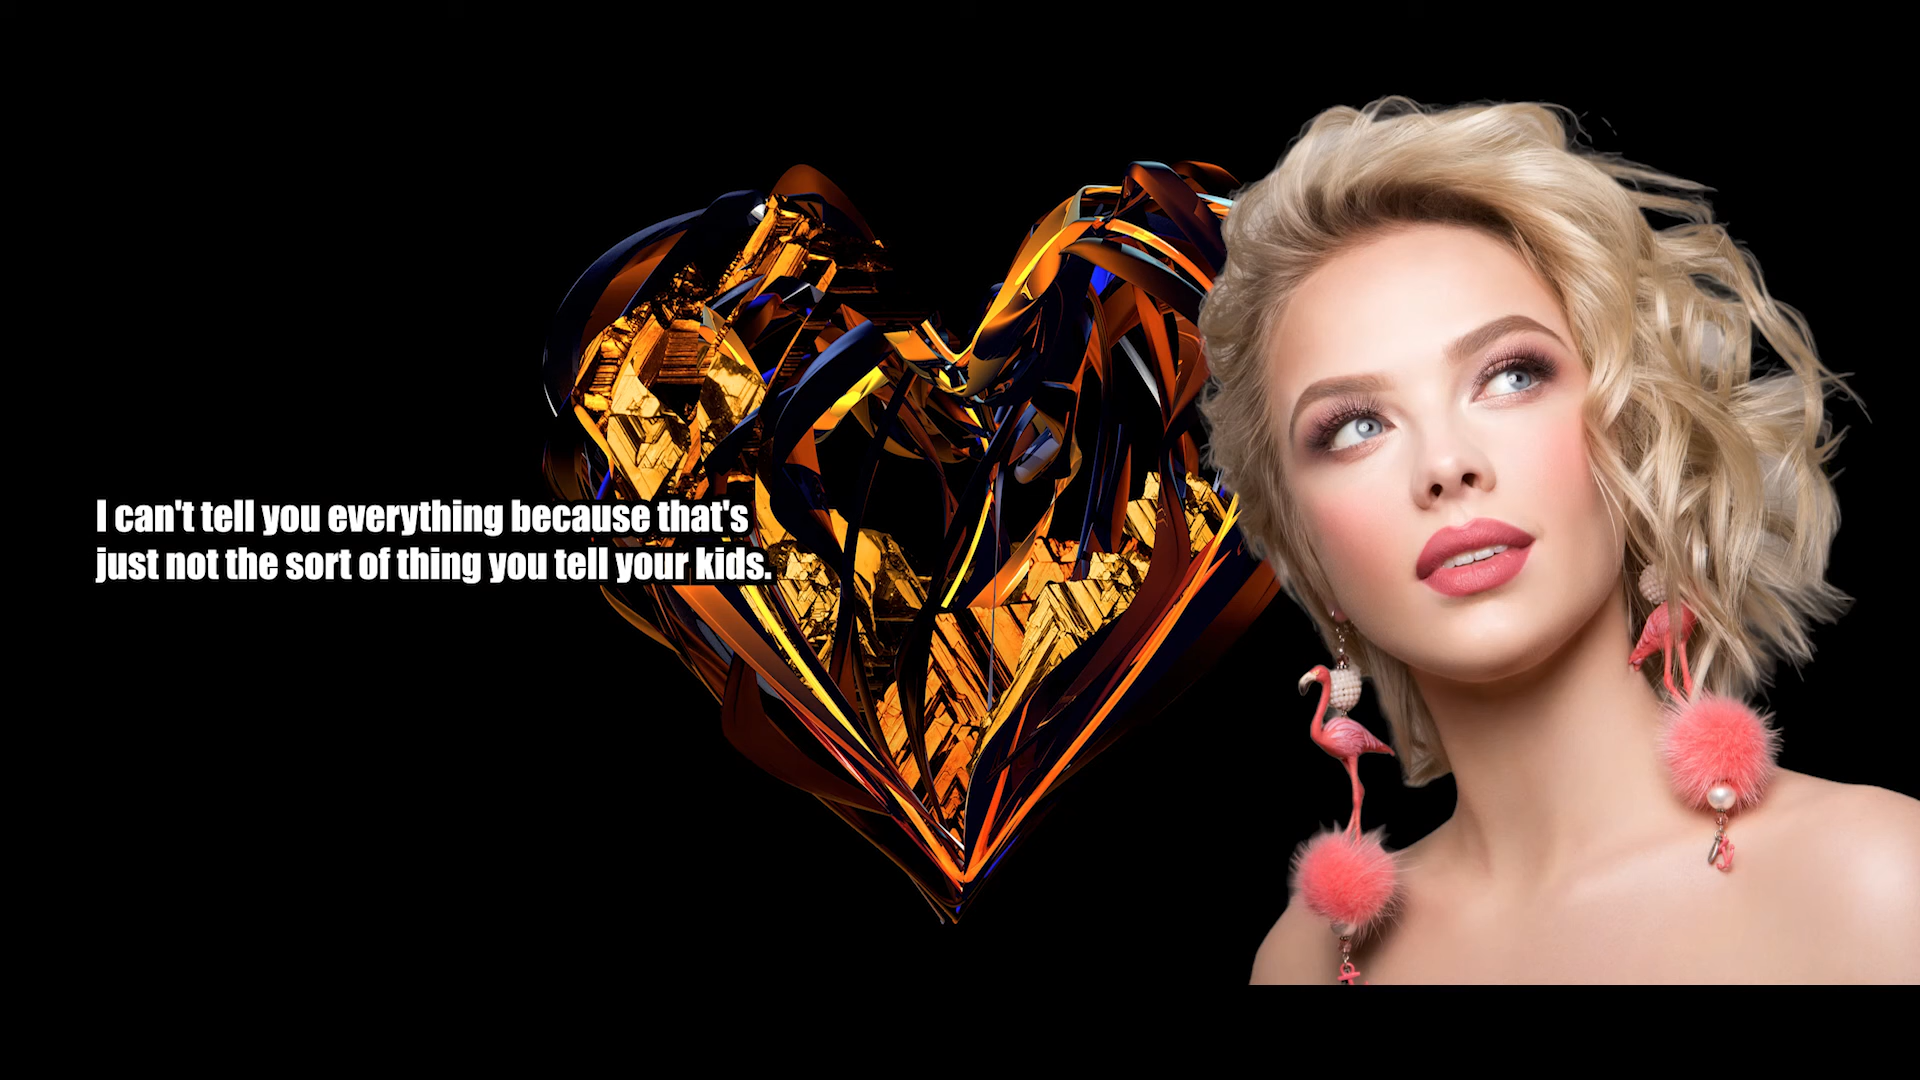 I can't tell you everything because that's
just not the sort of thing you tell your kids.